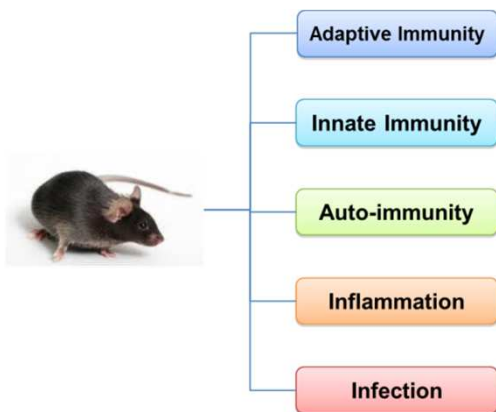 Adaptive Immunity
Innate Immunity
Auto-immunity
Inflammation
Infection